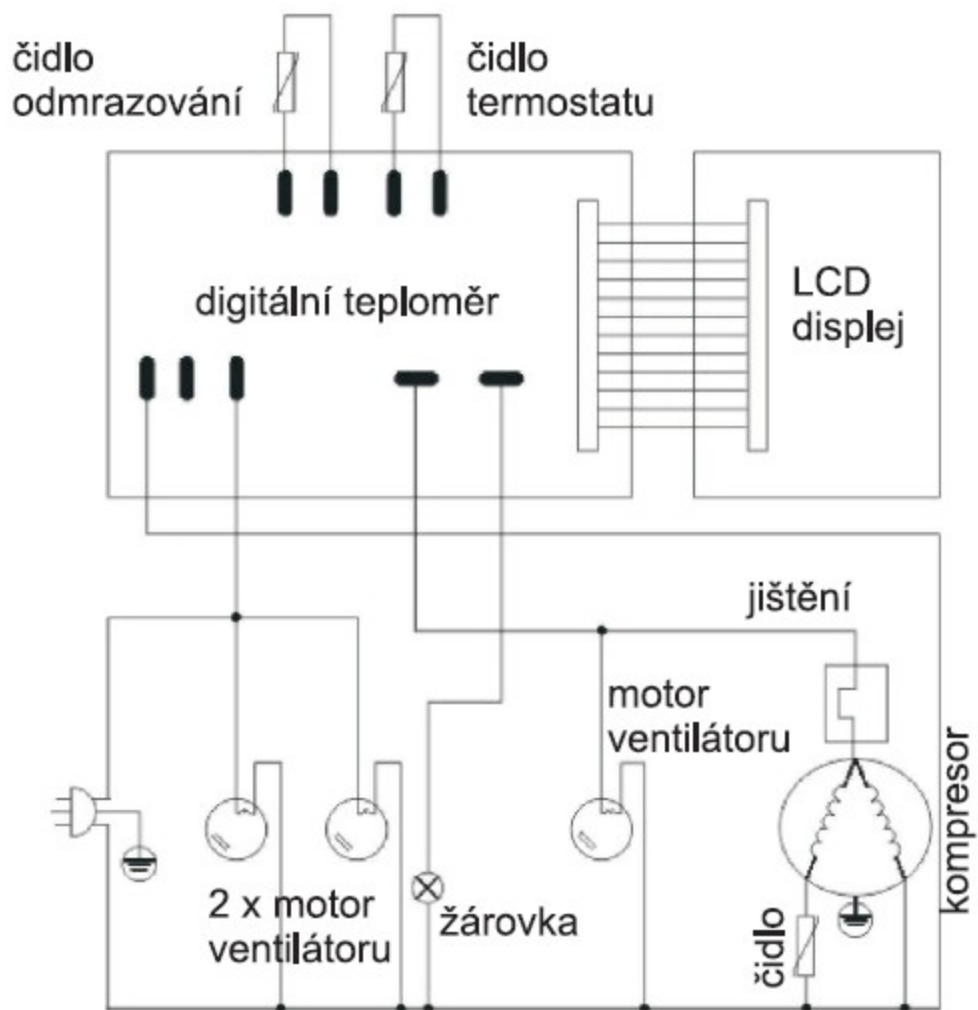 čidlo
odmrazování
čidlo
termostatu
digitální teploměr
LCD
displej
jištění
motor
ventilátoru
kompresor
2 x motor
ventilátoru
žárovka
čidlo